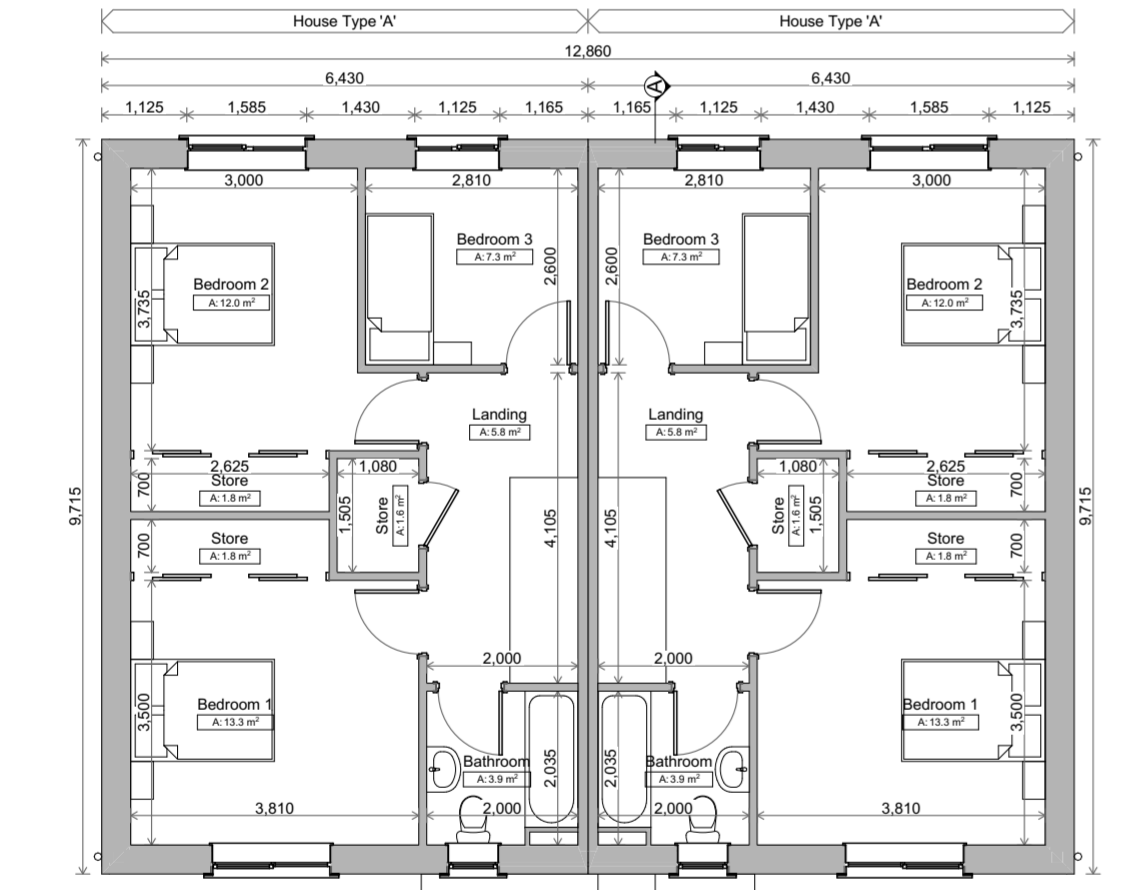 House Type 'A' House Type 'A'
12,860
6,430 6,430
A
1,125 1,585 1,430 1,125 1,165 1,165 1,125 1,430 1,585 1,125
3,000 2,810 2,810 3,000
Bedroom 3 Bedroom 3
A: 7.3 m² A: 7.3 m²
2,600 2,600
Bedroom 2 Bedroom 2
A: 12.0 m² A: 12.0 m²
3,735 3,735
Landing Landing
A: 5.8 m² A: 5.8 m²
2,625 1,080 1,080 2,625
Store Store
A: 1.8 m² A: 1.8 m²
700 700
9,715 1,505 Store A: 1.6 m² 4,105 4,105 Store A: 1.6 m² 1,505 9,715
Store Store
A: 1.8 m² A: 1.8 m²
700 700
2,000 2,000
Bedroom 1 Bedroom 1
A: 13.3 m² A: 13.3 m²
3,500 3,500
Bathroom Bathroom
A: 3.9 m² A: 3.9 m²
2,035 2,035
3,810 2,000 2,000 3,810